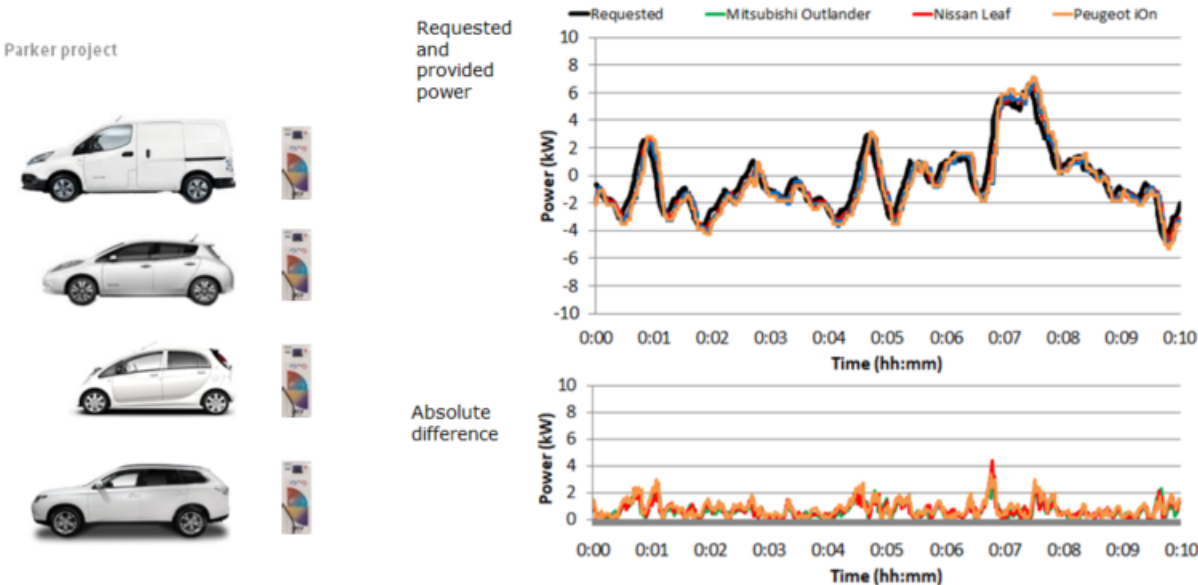 Parker project
Requested
and
provided
power
Requested
Mitsubishi Outlander
Nissan Leaf
Peugeot iOn
10
8
6
4
2
0
-2
-4
-6
-8
-10
Power (kW)
0:00 0:01 0:02 0:03 0:04 0:05 0:06 0:07 0:08 0:09 0:10
Time (hh:mm)
Absolute
difference
10
8
6
4
2
0
Power (kW)
0:00 0:01 0:02 0:03 0:04 0:05 0:06 0:07 0:08 0:09 0:10
Time (hh:mm)